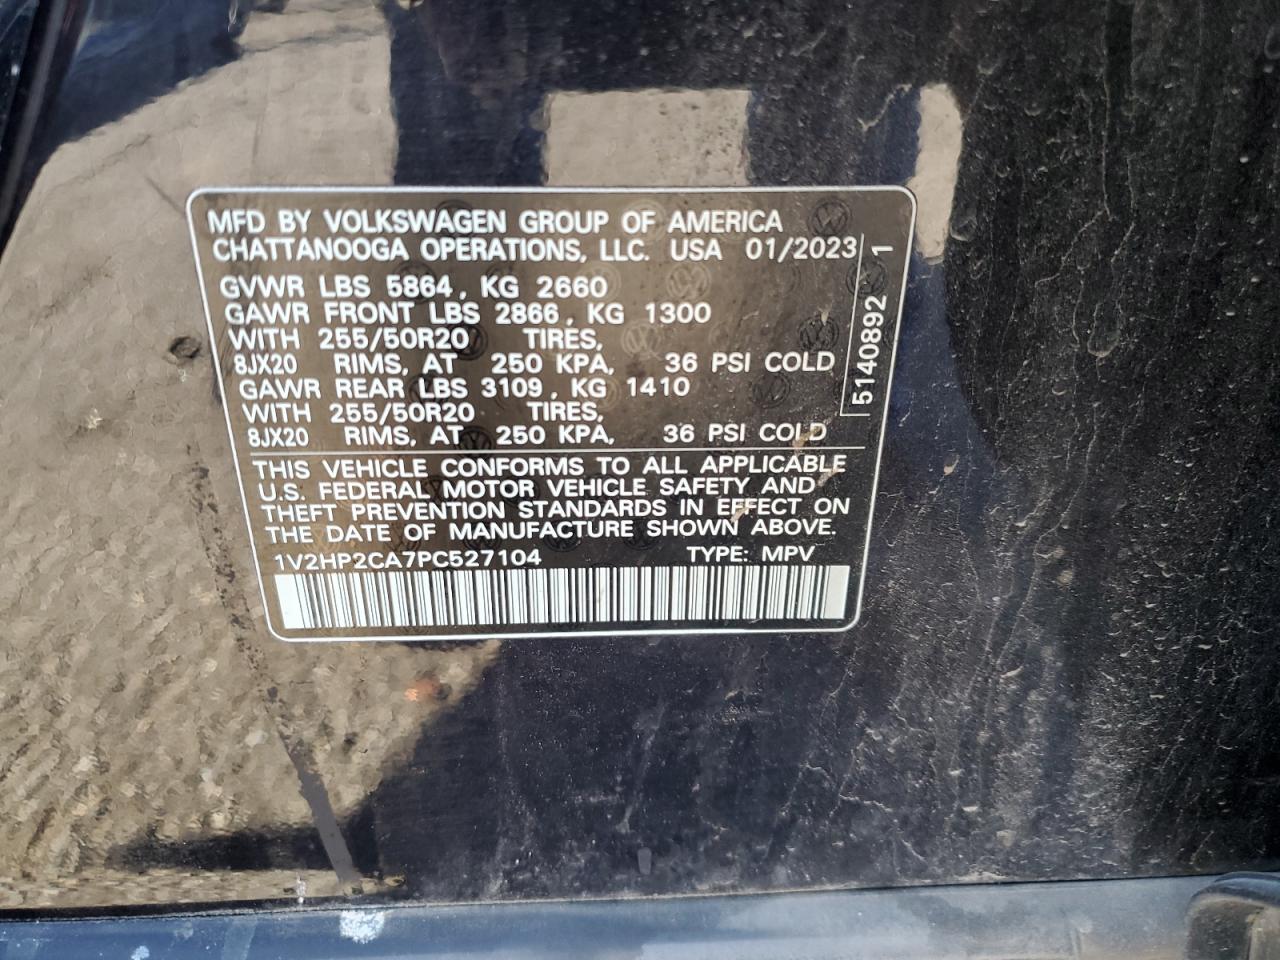 MFD BY VOLKSWAGEN GROUP OF AMERICA
CHATTANOOGA OPERATIONS, LLC. USA 01/2023
GVWR LBS 5864, KG 2660
GAWR FRONT LBS 2866, KG 1300
WITH 255/50R20 TIRES,
8JX20 RIMS, AT 250 KPA, 36 PSI COLD
GAWR REAR LBS 3109, KG 1410
WITH 255/50R20 TIRES,
8JX20 RIMS, AT 250 KPA, 36 PSI COLD
5140892 1
THIS VEHICLE CONFORMS TO ALL APPLICABLE
U.S. FEDERAL MOTOR VEHICLE SAFETY AND
THEFT PREVENTION STANDARDS IN EFFECT ON
THE DATE OF MANUFACTURE SHOWN ABOVE.
1V2HP2CA7PC527104 TYPE: MPV